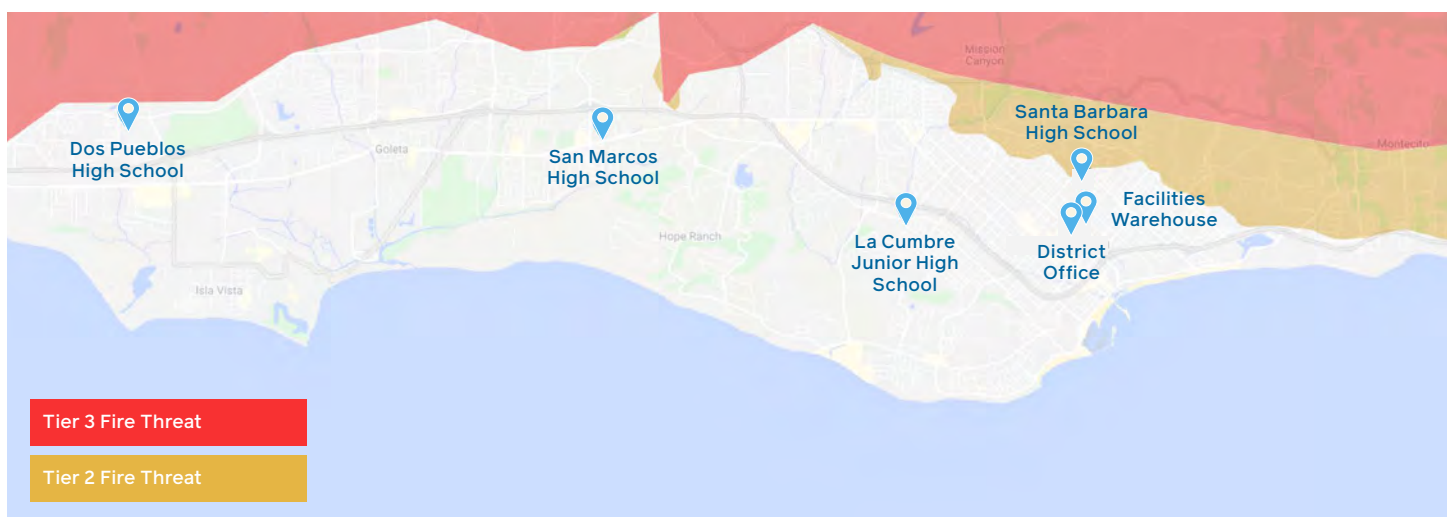 Mission
Canyon
Santa Barbara
High School
Montecito
Dos Pueblos
High School
Goleta
San Marcos
High School
Facilities
Warehouse
Hope Ranch
La Cumbre
Junior High
School
District
Office
Isla Vista
Tier 3 Fire Threat
Tier 2 Fire Threat